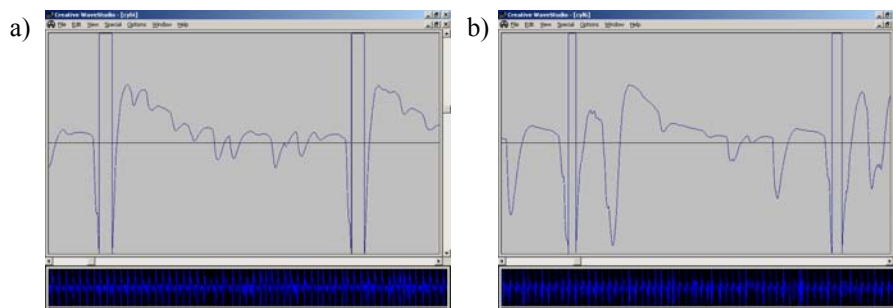 a)
Creative WaveStudio - [cyls]
File Edit View Special Options Window Help
b)
Creative WaveStudio - [cyl6]
File Edit View Special Options Window Help